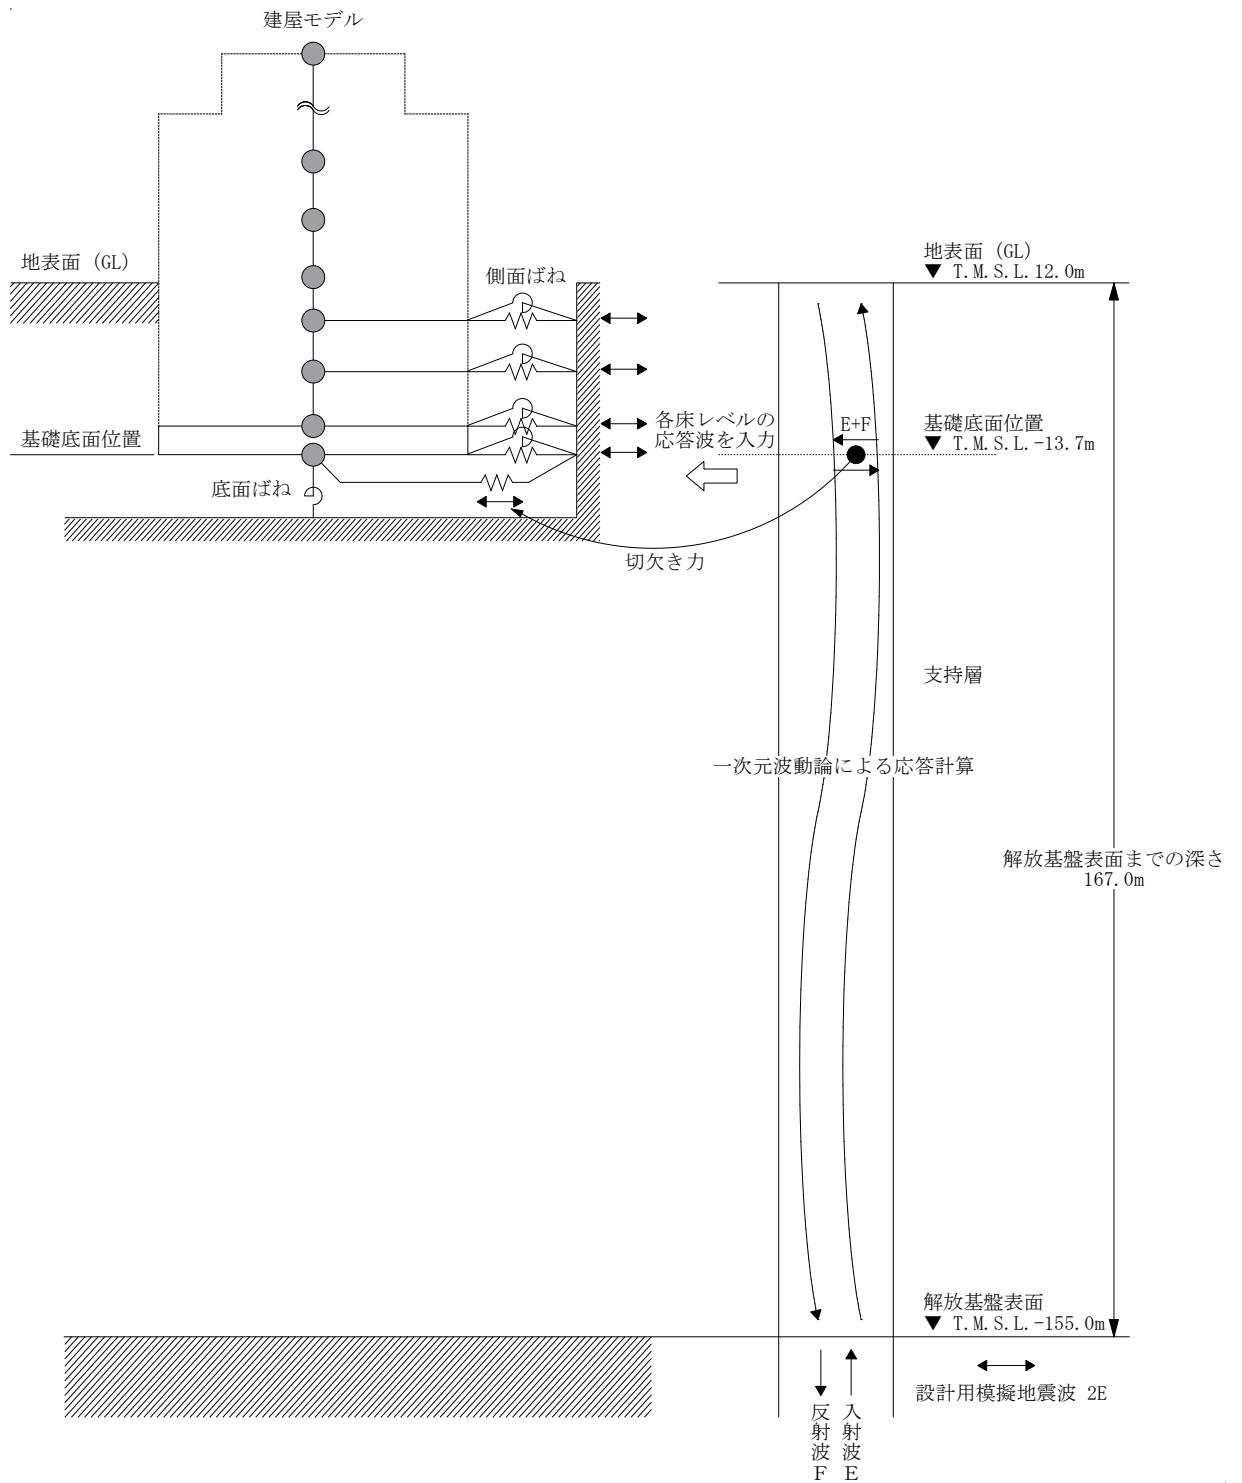 建屋モデル
地表面（GL）
側面ばね
地表面（GL）
▼ T.M.S.L.12.0m
各床レベルの
応答波を入力
E+F
基礎底面位置
基礎底面位置
▼ T.M.S.L.-13.7m
底面ばね
切欠き力
支持層
一次元波動論による応答計算
解放基盤表面までの深さ
167.0m
解放基盤表面
▼ T.M.S.L.-155.0m
設計用模擬地震波 2E
反射波F
入射波E